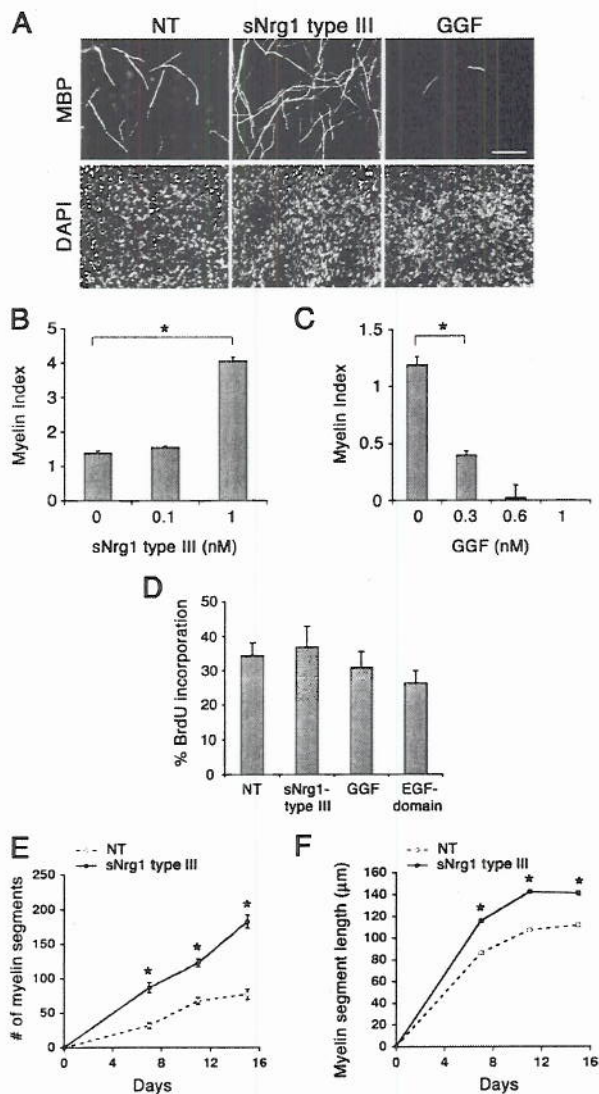 A
NT sNrg1 type III GGF
MBP
DAPI
B
Myelin Index
5
4
3
2
1
0
*
0 0.1 1
sNrg1 type III (nM)
C
Myelin Index
1.5
1
0.5
0
*
0 0.3 0.6 1
GGF (nM)
D
% BrdU incorporation
50
40
30
20
10
0
NT sNrg1-type III GGF EGF-domain
E
NT
sNrg1 type III
# of myelin segments
250
200
150
100
50
0
* * *
0 4 8 12 16
Days
F
NT
sNrg1 type III
Myelin segment length (μm)
160
140
120
100
80
60
40
20
0
* * *
0 4 8 12 16
Days